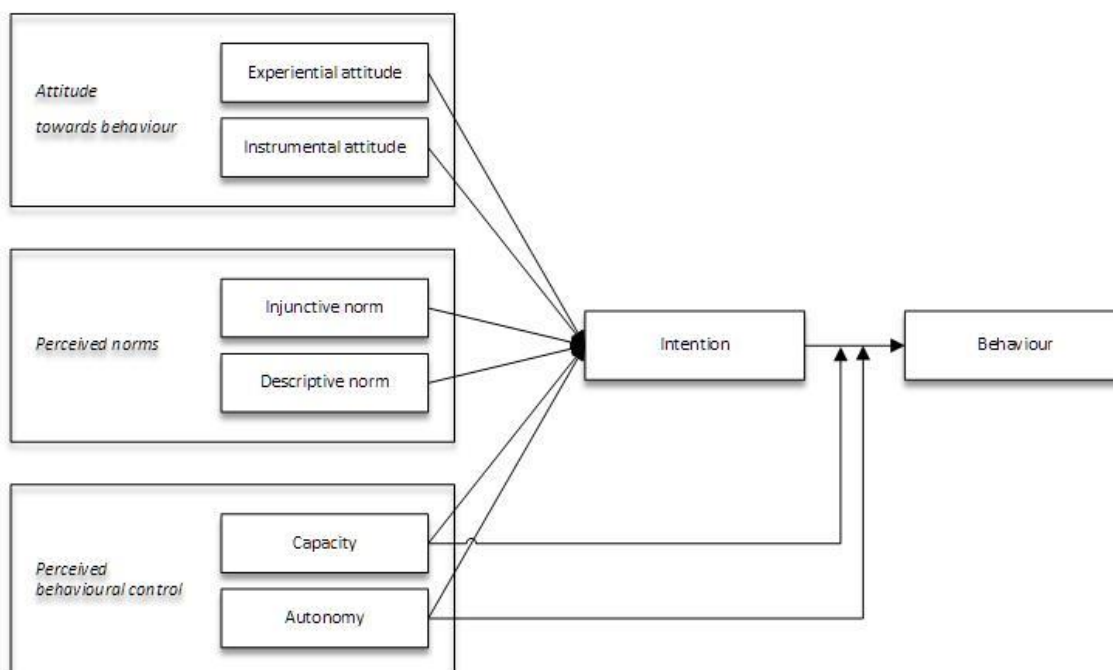 Attitude
towards behaviour
Experiential attitude
Instrumental attitude
Perceived norms
Injunctive norm
Descriptive norm
Intention
Behaviour
Perceived
behavioural control
Capacity
Autonomy